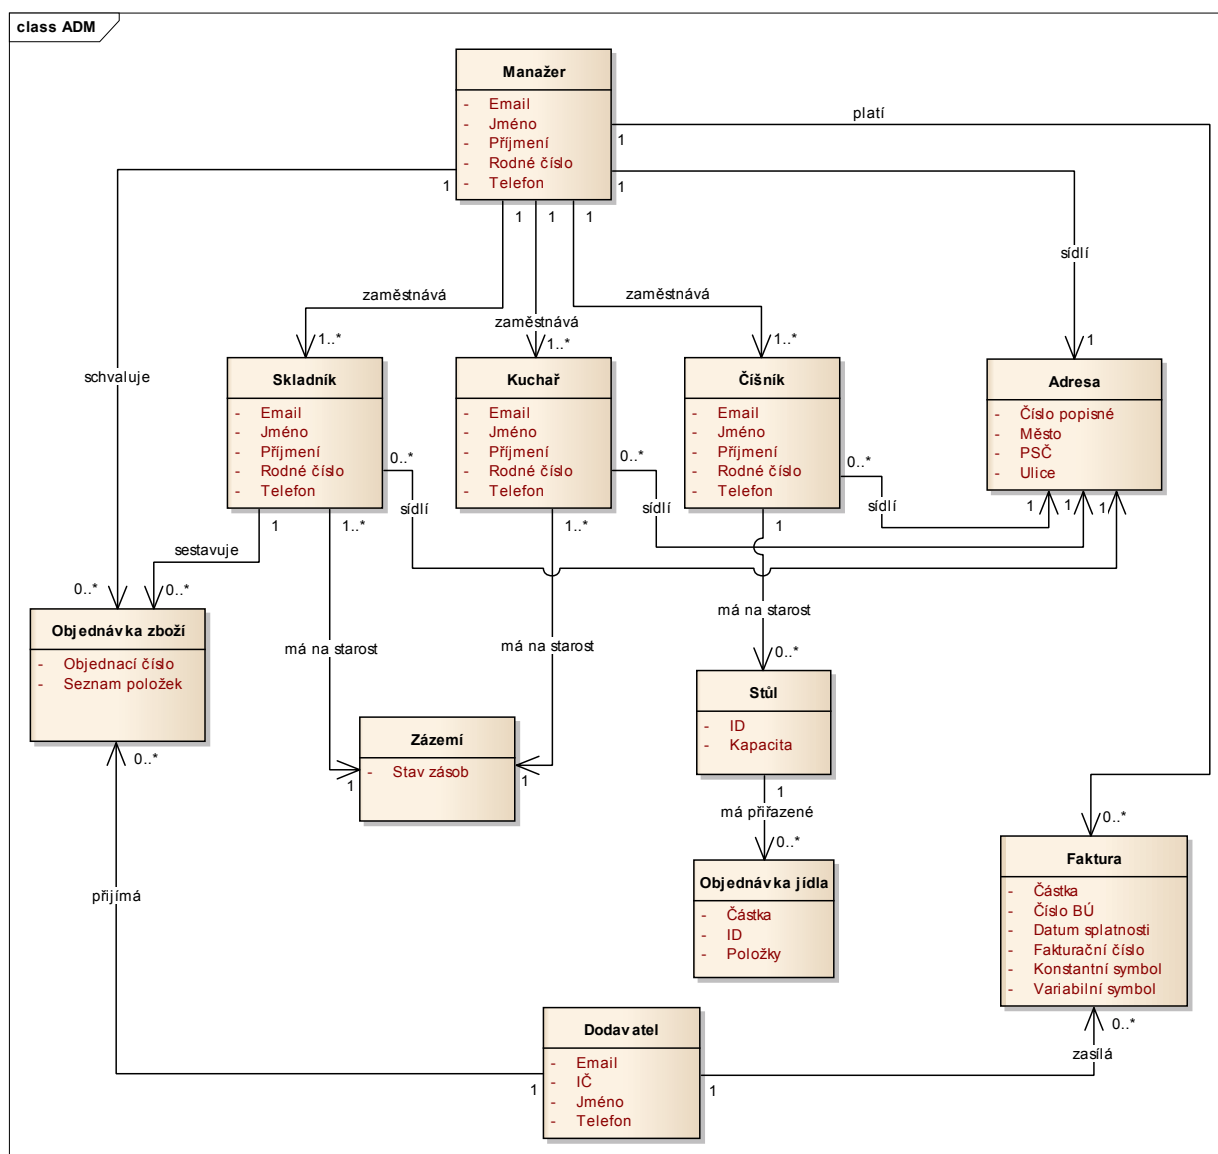 class ADM
Manažer
- Email
- Jméno
- Příjmení
- Rodné číslo
- Telefon
platí
1
1
1
1
1
1
sídlí
zaměstnává
zaměstnává
zaměstnává
1..*
1..*
1..*
1
schvaluje
Skladník
- Email
- Jméno
- Příjmení
- Rodné číslo
- Telefon
Kuchař
- Email
- Jméno
- Příjmení
- Rodné číslo
- Telefon
Číšník
- Email
- Jméno
- Příjmení
- Rodné číslo
- Telefon
Adresa
- Číslo popisné
- Město
- PSČ
- Ulice
0..*
0..*
0..*
sídlí
sídlí
sídlí
1
1
1
1
1..*
1..*
1
sestavuje
0..*
0..*
má na starost
má na starost
má na starost
0..*
Objednávka zboží
- Objednací číslo
- Seznam položek
0..*
Zázemí
- Stav zásob
1
1
Stůl
- ID
- Kapacita
1
má přiřazené
0..*
0..*
Objednávka jídla
- Částka
- ID
- Položky
Faktura
- Částka
- Číslo BÚ
- Datum splatnosti
- Fakturační číslo
- Konstantní symbol
- Variabilní symbol
přijímá
0..*
zasílá
Dodavatel
- Email
- IČ
- Jméno
- Telefon
1
1